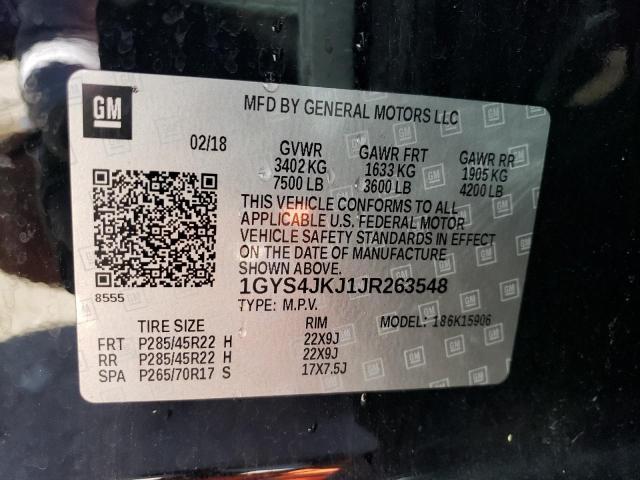 GM
MFD BY GENERAL MOTORS LLC
02/18 GVWR GAWR FRT GAWR RR
3402 KG 1633 KG 1905 KG
7500 LB 3600 LB 4200 LB
THIS VEHICLE CONFORMS TO ALL
APPLICABLE U.S. FEDERAL MOTOR
VEHICLE SAFETY STANDARDS IN EFFECT
ON THE DATE OF MANUFACTURE
SHOWN ABOVE.
8555
1GYS4JKJ1JR263548
TYPE: M.P.V. MODEL: 186K15906
TIRE SIZE RIM
FRT P285/45R22 H 22X9J
RR P285/45R22 H 22X9J
SPA P265/70R17 S 17X7.5J